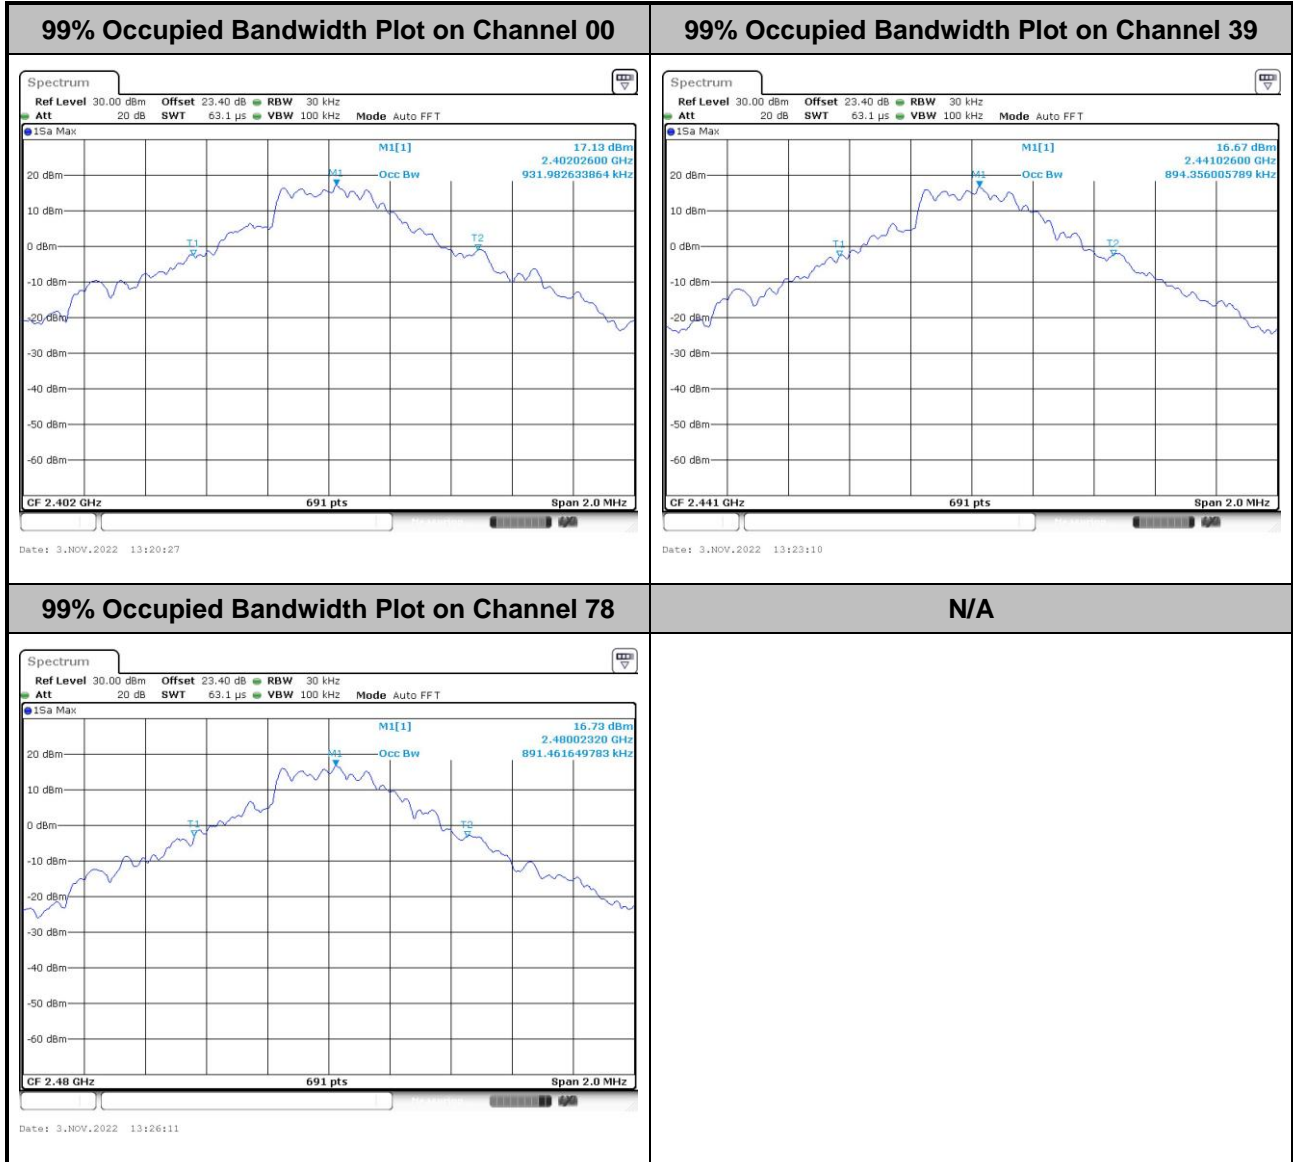 99% Occupied Bandwidth Plot on Channel 00
99% Occupied Bandwidth Plot on Channel 39
Spectrum
Ref Level 30.00 dBm Offset 23.40 dB RBW 30 kHz
Att 20 dB SWT 63.1 µs VBW 100 kHz Mode Auto FFT
1Sa Max
M1[1] 17.13 dBm
2.40202600 GHz
Occ Bw 931.982633864 kHz
M1
20 dBm
10 dBm
0 dBm
T1
T2
-10 dBm
-20 dBm
-30 dBm
-40 dBm
-50 dBm
-60 dBm
CF 2.402 GHz 691 pts Span 2.0 MHz
Date: 3.NOV.2022 13:20:27
Spectrum
Ref Level 30.00 dBm Offset 23.40 dB RBW 30 kHz
Att 20 dB SWT 63.1 µs VBW 100 kHz Mode Auto FFT
1Sa Max
M1[1] 16.67 dBm
2.44102600 GHz
Occ Bw 894.356005789 kHz
M1
20 dBm
10 dBm
0 dBm
T1
T2
-10 dBm
-20 dBm
-30 dBm
-40 dBm
-50 dBm
-60 dBm
CF 2.441 GHz 691 pts Span 2.0 MHz
Date: 3.NOV.2022 13:23:10
99% Occupied Bandwidth Plot on Channel 78
N/A
Spectrum
Ref Level 30.00 dBm Offset 23.40 dB RBW 30 kHz
Att 20 dB SWT 63.1 µs VBW 100 kHz Mode Auto FFT
1Sa Max
M1[1] 16.73 dBm
2.48002320 GHz
Occ Bw 891.461649783 kHz
M1
20 dBm
10 dBm
0 dBm
T1
T2
-10 dBm
-20 dBm
-30 dBm
-40 dBm
-50 dBm
-60 dBm
CF 2.48 GHz 691 pts Span 2.0 MHz
Date: 3.NOV.2022 13:26:11